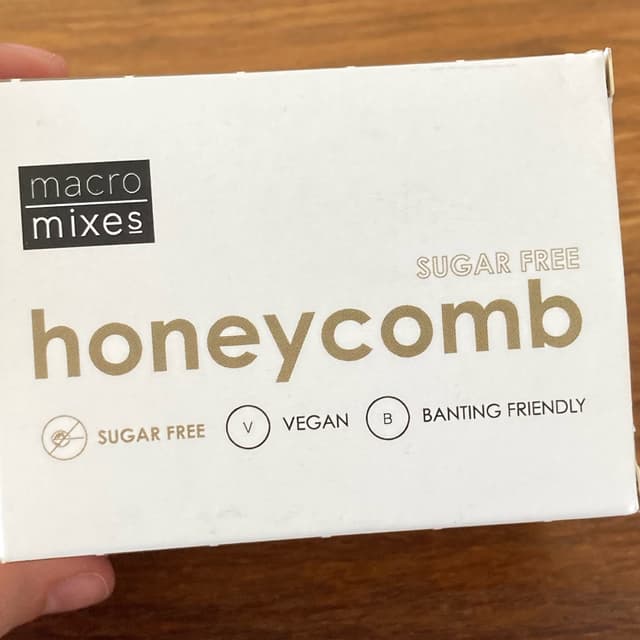 macro
mixes
SUGAR FREE
honeycomb
SUGAR FREE V VEGAN B BANTING FRIENDLY